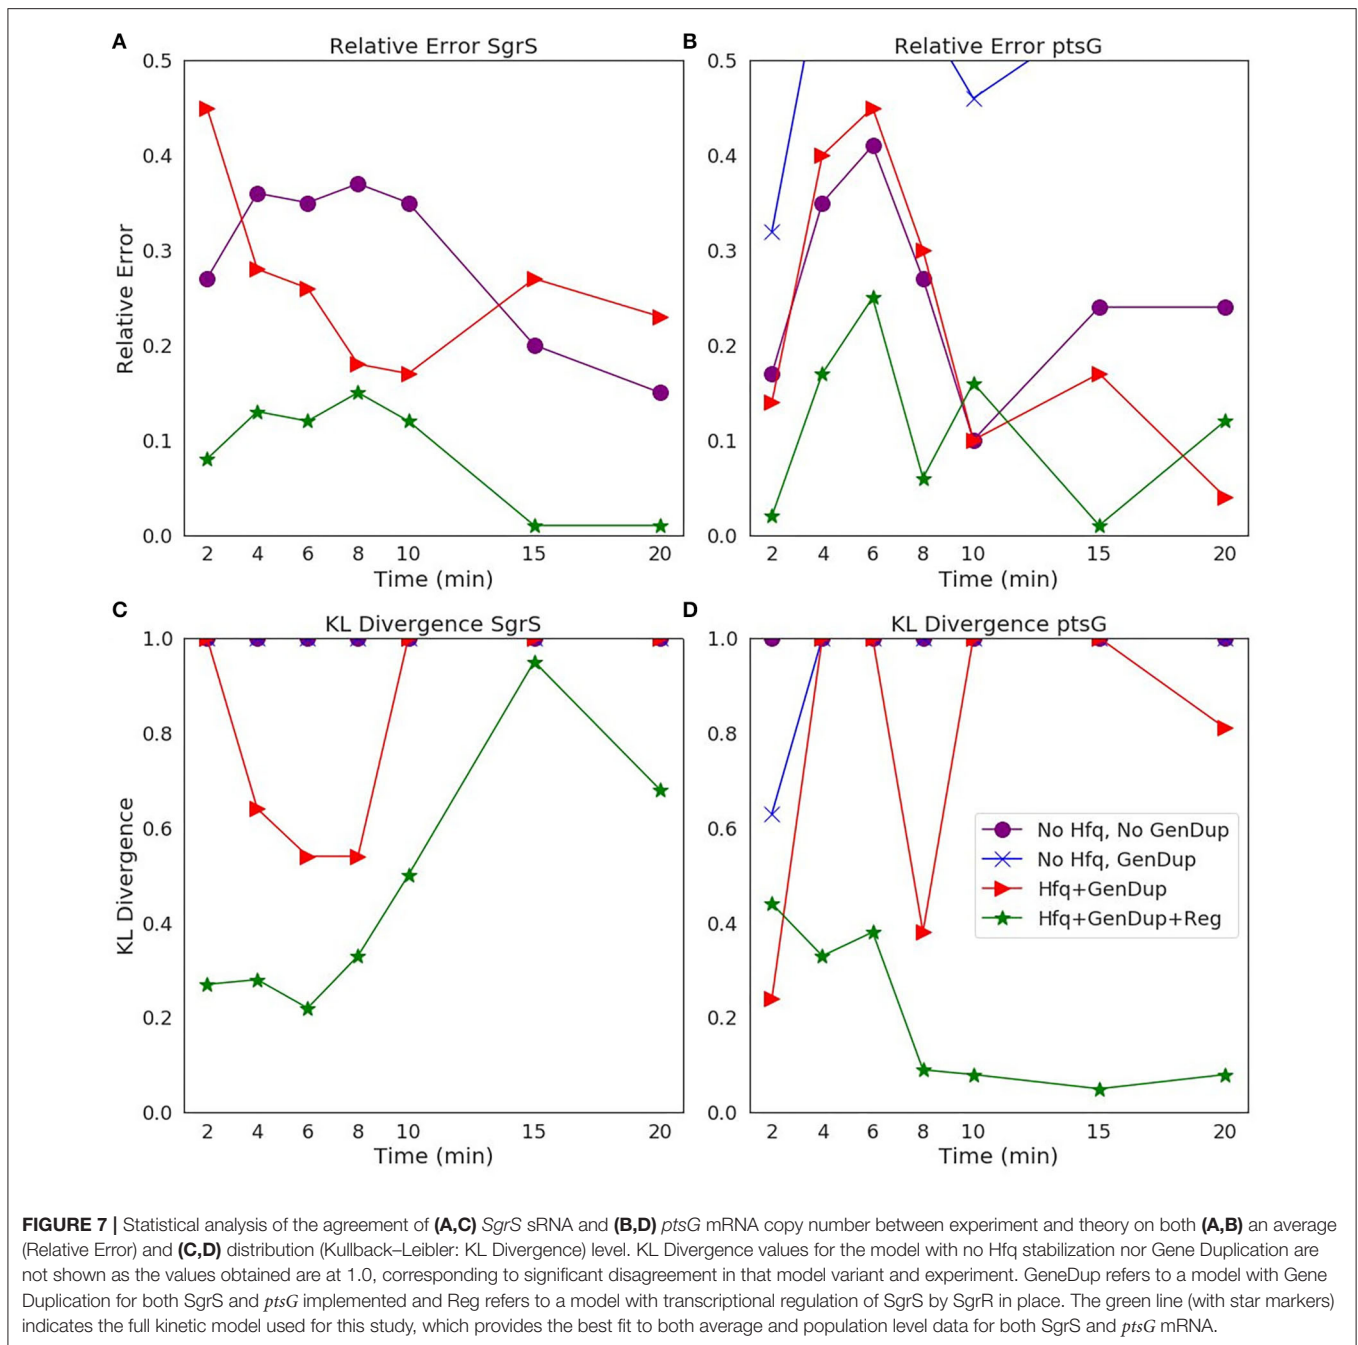 A
Relative Error SgrS
0.5
0.4
0.3
0.2
0.1
0.0
Relative Error
2 4 6 8 10 15 20
Time (min)
B
Relative Error ptsG
0.5
0.4
0.3
0.2
0.1
0.0
2 4 6 8 10 15 20
Time (min)
C
KL Divergence SgrS
1.0
0.8
0.6
0.4
0.2
0.0
KL Divergence
2 4 6 8 10 15 20
Time (min)
D
KL Divergence ptsG
1.0
0.8
0.6
0.4
0.2
0.0
No Hfq, No GenDup
No Hfq, GenDup
Hfq+GenDup
Hfq+GenDup+Reg
2 4 6 8 10 15 20
Time (min)
FIGURE 7 | Statistical analysis of the agreement of (A,C) SgrS sRNA and (B,D) ptsG mRNA copy number between experiment and theory on both (A,B) an average
(Relative Error) and (C,D) distribution (Kullback–Leibler: KL Divergence) level. KL Divergence values for the model with no Hfq stabilization nor Gene Duplication are
not shown as the values obtained are at 1.0, corresponding to significant disagreement in that model variant and experiment. GeneDup refers to a model with Gene
Duplication for both SgrS and ptsG implemented and Reg refers to a model with transcriptional regulation of SgrS by SgrR in place. The green line (with star markers)
indicates the full kinetic model used for this study, which provides the best fit to both average and population level data for both SgrS and ptsG mRNA.